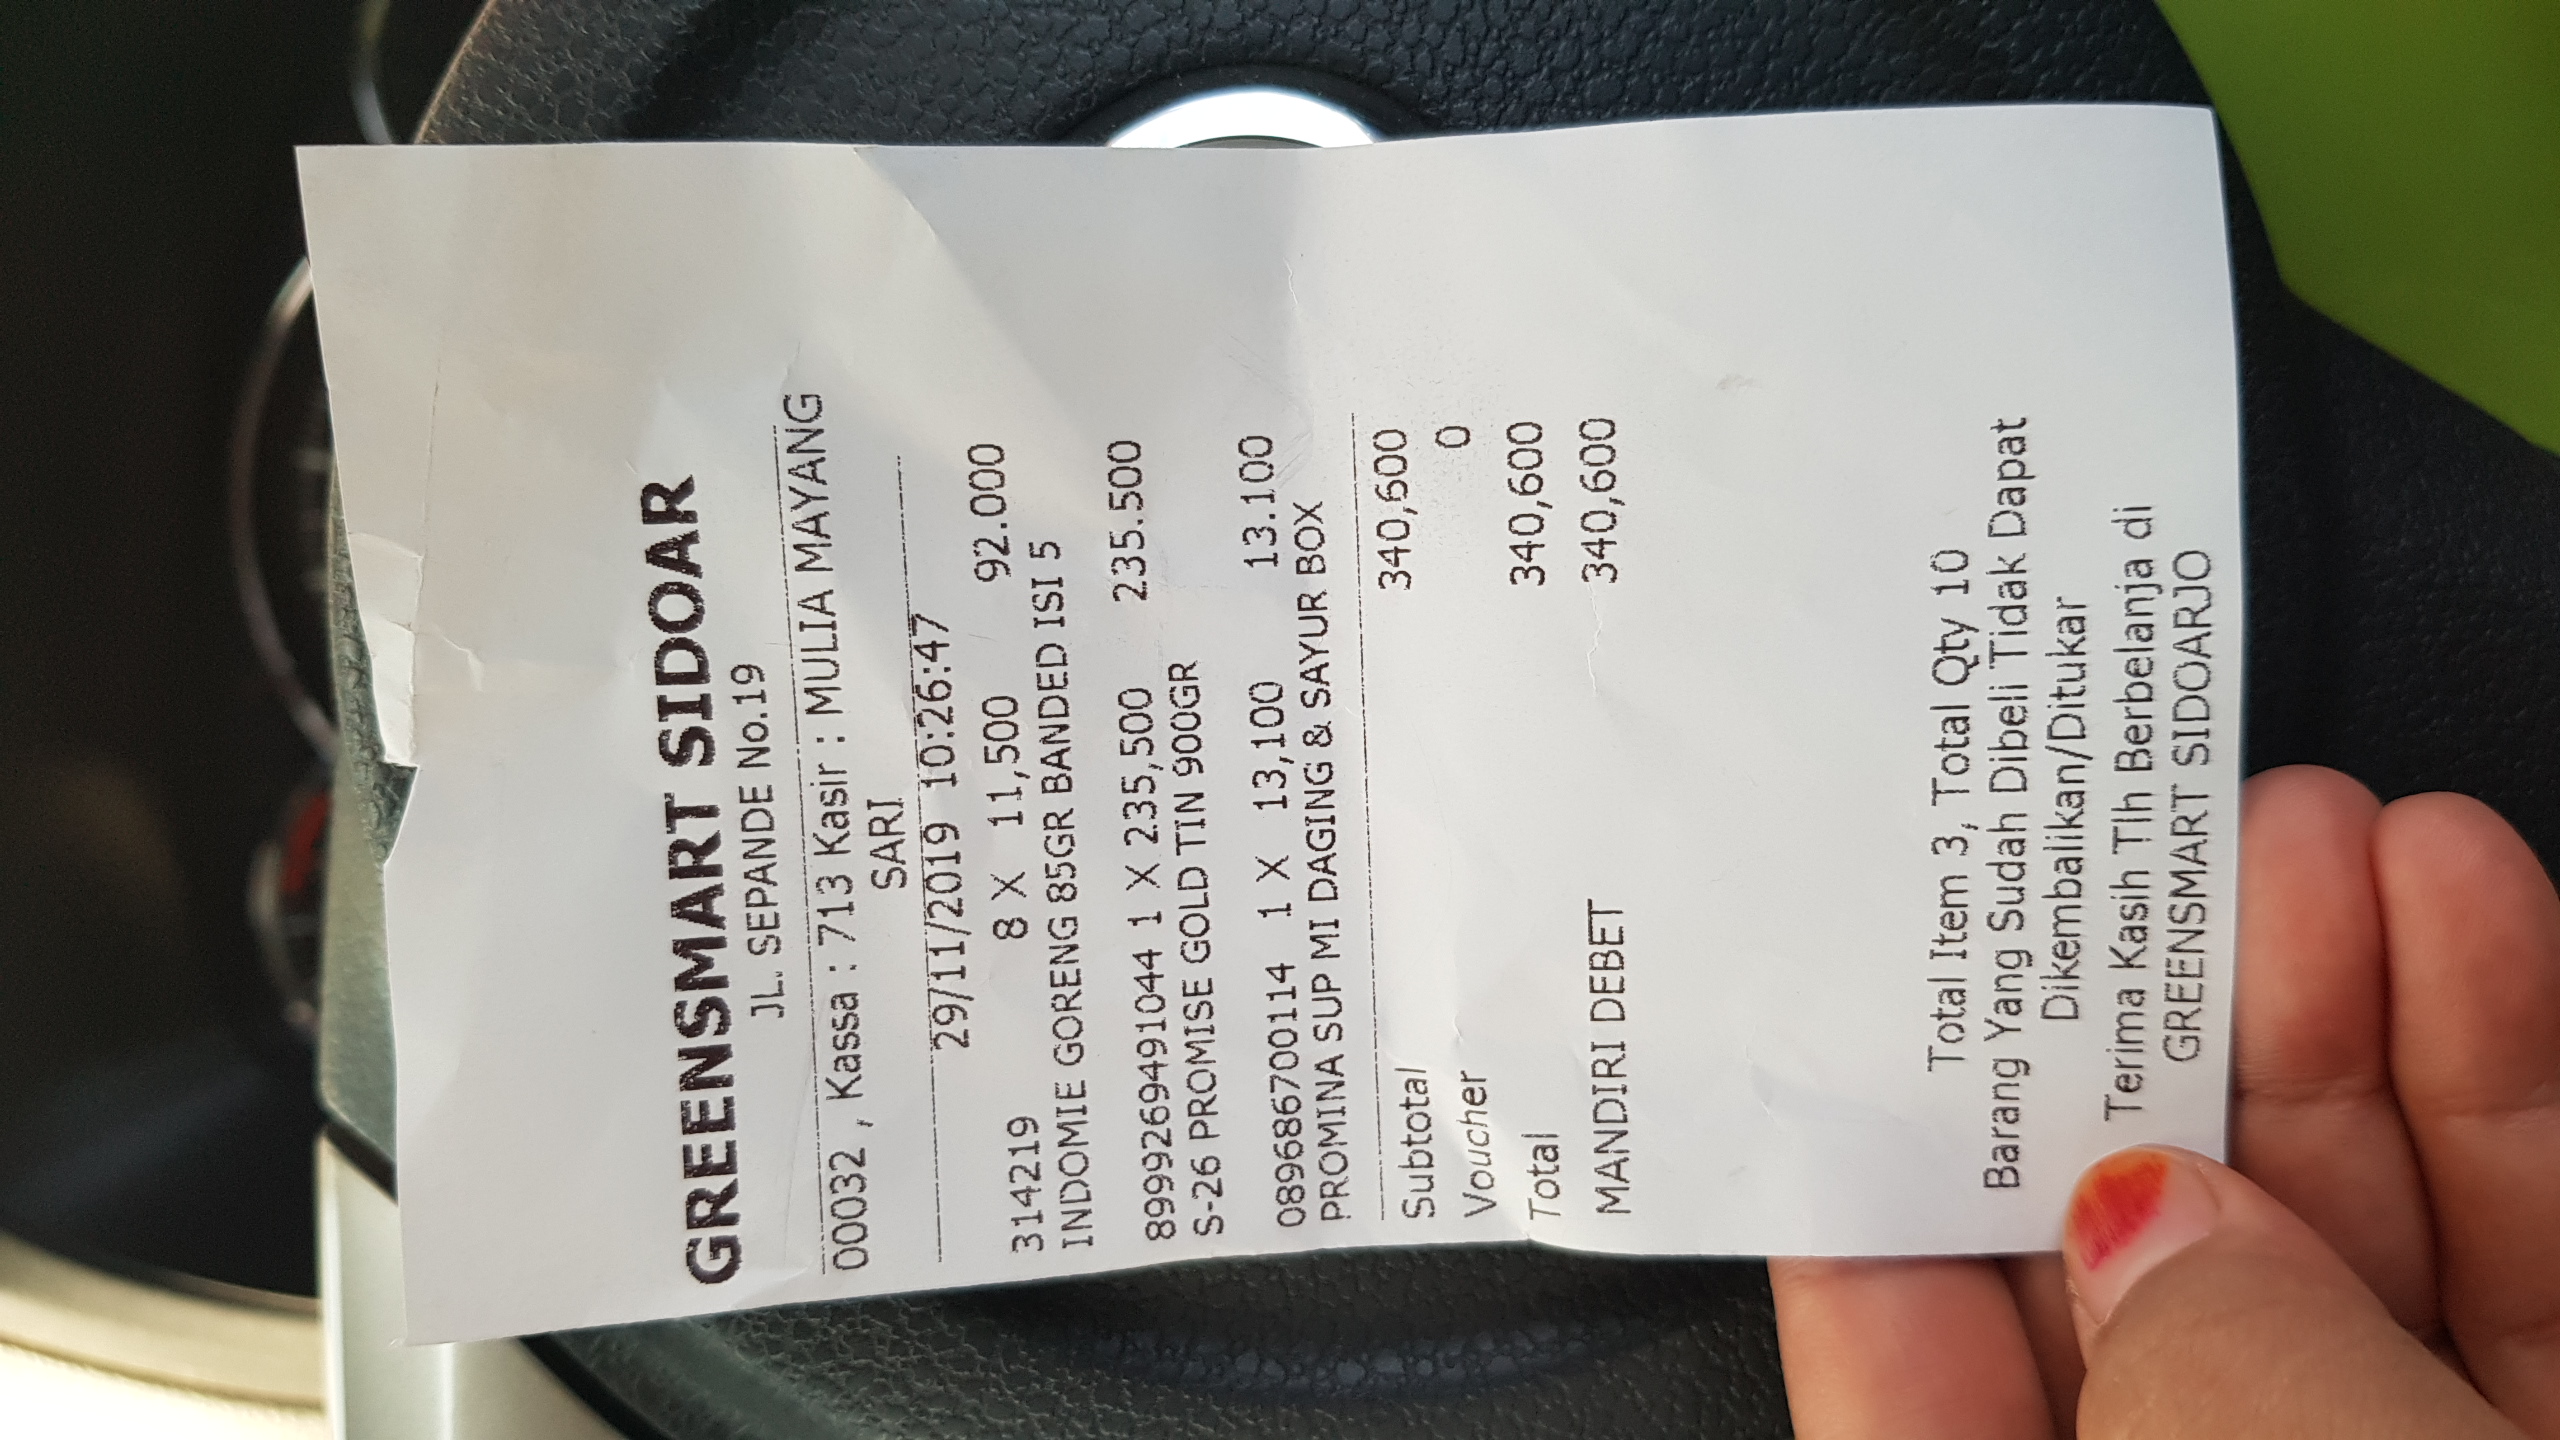 GREENSMART SIDOAR
JL. SEPANDE No.19
00032 , Kassa : 713 Kasir : MULIA MAYANG
SARI
29/11/2019 10:26:47
314219 8 X 11,500 92.000
INDOMIE GORENG 85GR BANDED ISI 5
8999269491044 1 X 235,500 235.500
S-26 PROMISE GOLD TIN 900GR
089686700114 1 X 13,100 13.100
PROMINA SUP MI DAGING & SAYUR BOX
Subtotal 340,600
Voucher 0
Total 340,600
MANDIRI DEBET 340,600
Total Item 3, Total Qty 10
Barang Yang Sudah Dibeli Tidak Dapat
Dikembalikan/Ditukar
Terima Kasih Tlh Berbelanja di
GREENSMART SIDOARJO